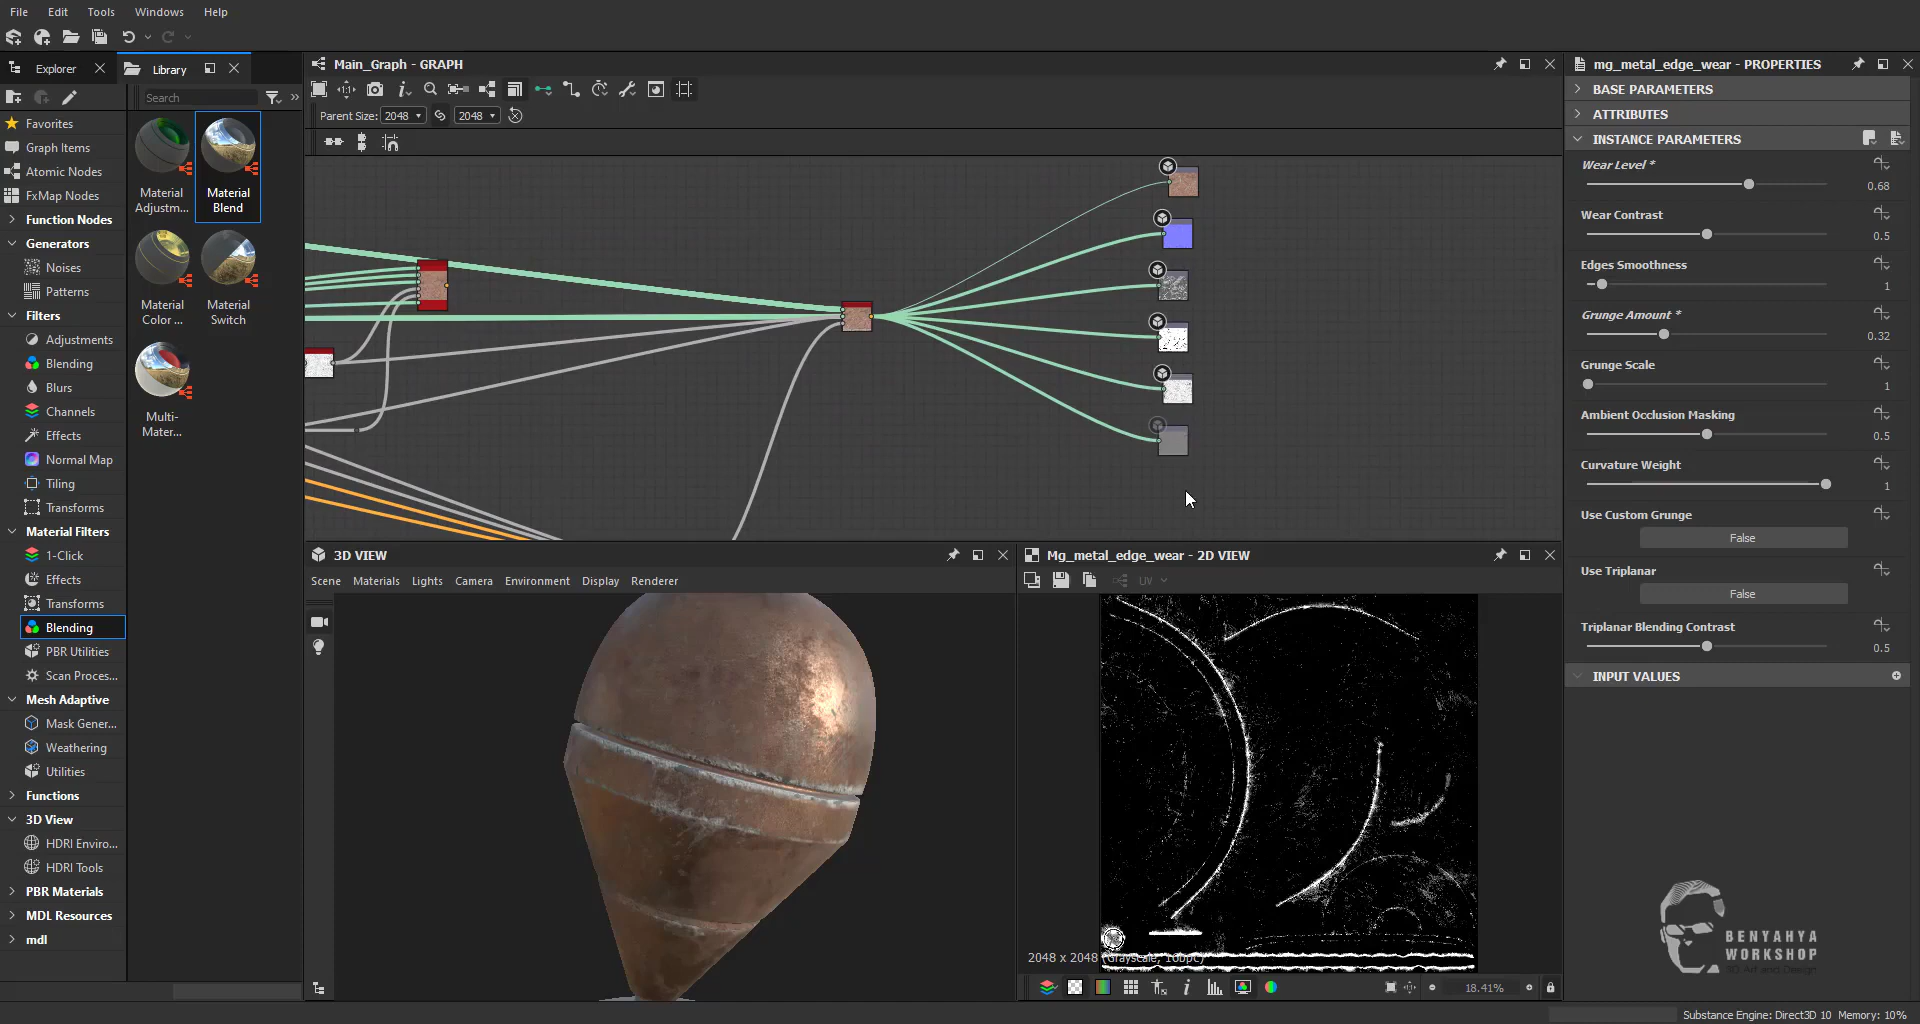 File Edit Tools Windows Help
Explorer
Library
Main_Graph - GRAPH
mg_metal_edge_wear - PROPERTIES
Search
Parent Size: 2048 2048
Favorites
Graph Items
Atomic Nodes
FxMap Nodes
Function Nodes
Generators
Noises
Patterns
Filters
Adjustments
Blending
Blurs
Channels
Effects
Normal Map
Tiling
Transforms
Material Filters
1-Click
Effects
Transforms
Blending
PBR Utilities
Scan Proces...
Mesh Adaptive
Mask Gener...
Weathering
Utilities
Functions
3D View
HDRI Enviro...
HDRI Tools
PBR Materials
MDL Resources
mdl
Material
Adjustm...
Material
Blend
Material
Color ...
Material
Switch
Multi-
Mater...
3D VIEW
Scene Materials Lights Camera Environment Display Renderer
Mg_metal_edge_wear - 2D VIEW
UV
2048 x 2048 (Grayscale, 16bpc)
18.41%
BASE PARAMETERS
ATTRIBUTES
INSTANCE PARAMETERS
Wear Level *
0.68
Wear Contrast
0.5
Edges Smoothness
1
Grunge Amount *
0.32
Grunge Scale
1
Ambient Occlusion Masking
0.5
Curvature Weight
1
Use Custom Grunge
False
Use Triplanar
False
Triplanar Blending Contrast
0.5
INPUT VALUES
BENYAHYA
WORKSHOP
3D Art and Design
Substance Engine: Direct3D 10 Memory: 10%